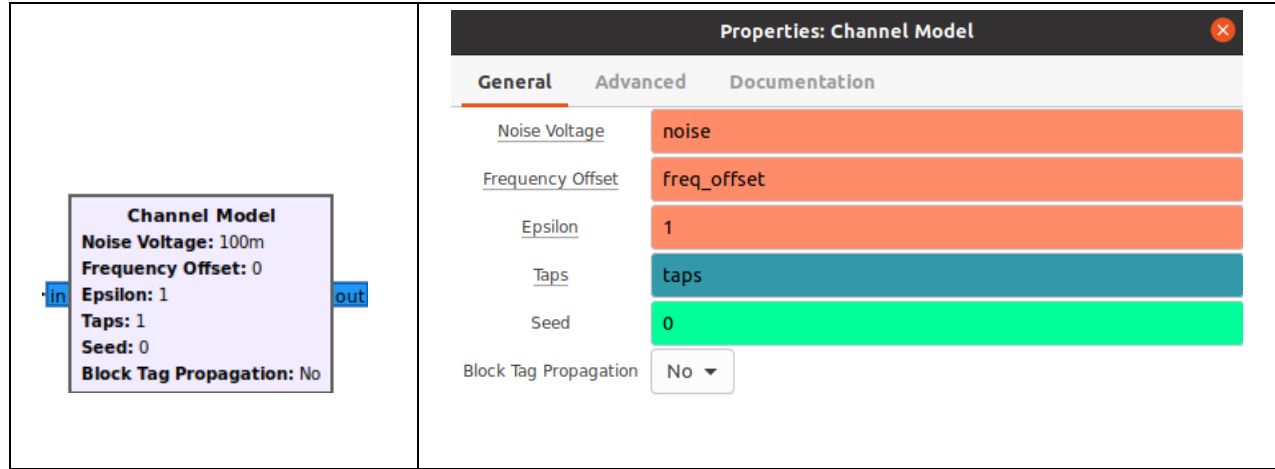 Channel Model
Noise Voltage: 100m
Frequency Offset: 0
in
Epsilon: 1
out
Taps: 1
Seed: 0
Block Tag Propagation: No
Properties: Channel Model
General Advanced Documentation
Noise Voltage noise
Frequency Offset freq_offset
Epsilon 1
Taps taps
Seed 0
Block Tag Propagation No